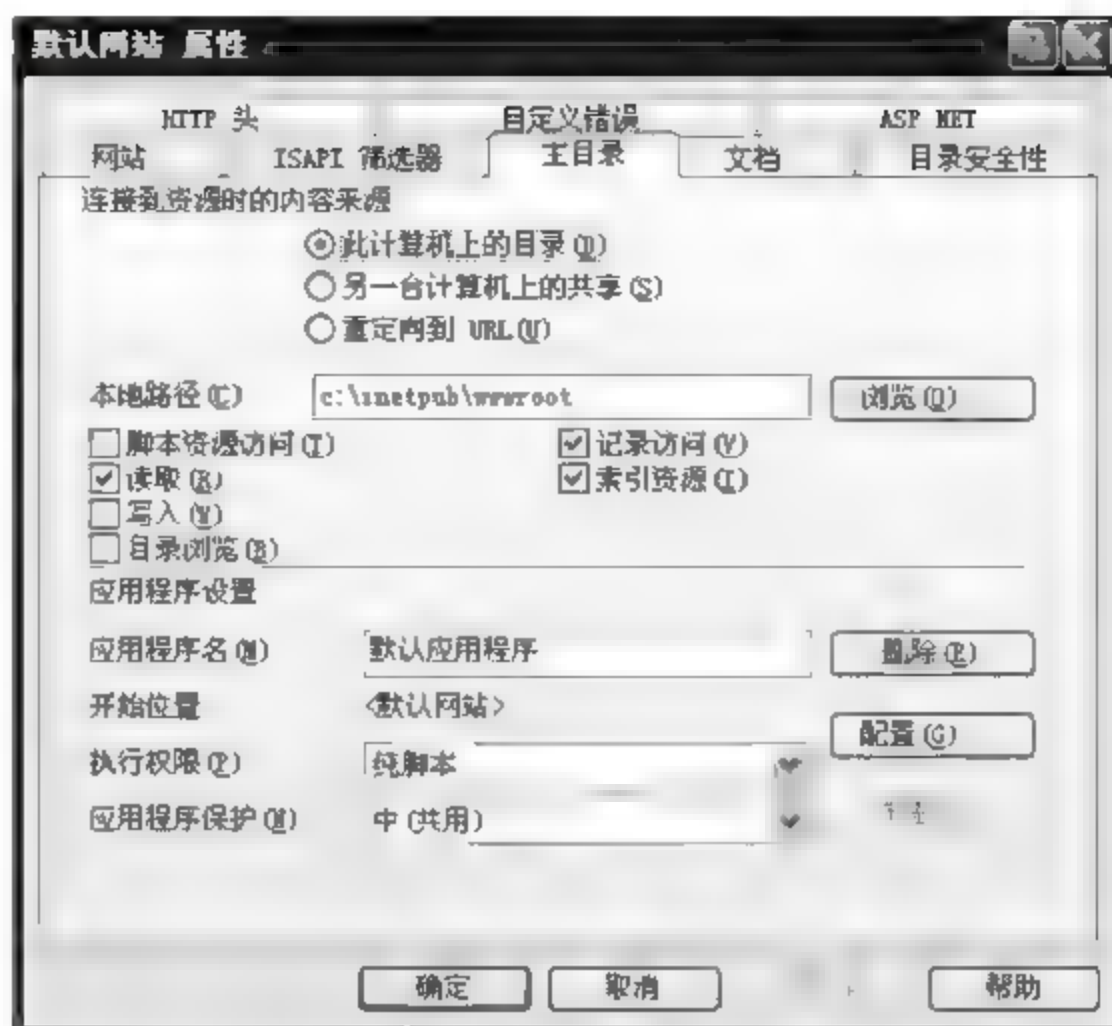 默认网站 属性
HTTP 头 自定义错误 ASP NET
网站 ISAPI 筛选器 主目录 文档 目录安全性
连接到资源时的内容来源
此计算机上的目录(D)
另一台计算机上的共享(S)
重定向到 URL(U)
本地路径(C) c:\inetpub\wwwroot 浏览(O)
脚本资源访问(T) 记录访问(V)
读取(R) 索引资源(I)
写入(W)
目录浏览(B)
应用程序设置
应用程序名(M) 默认应用程序 删除(E)
开始位置 <默认网站>
配置(G)
执行权限(P) 纯脚本
应用程序保护(N) 中(共用)
确定 取消 帮助